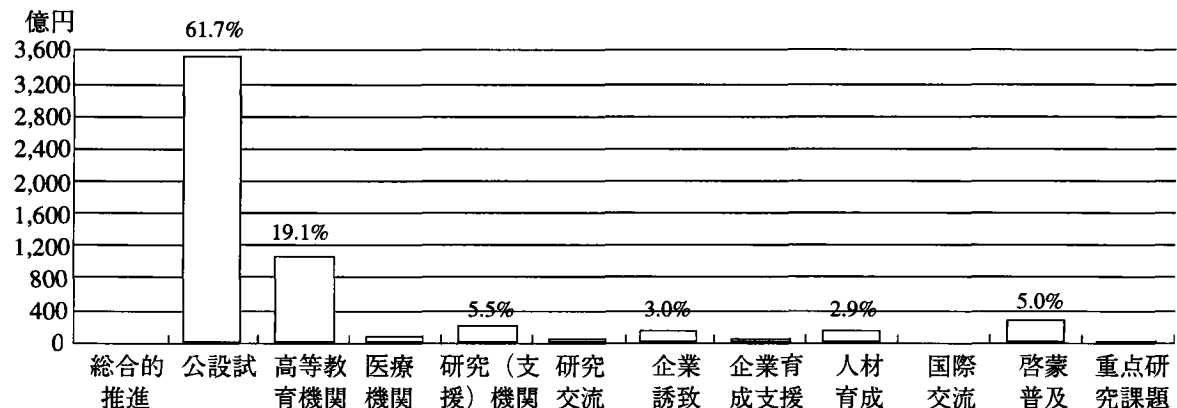 億円
61.7%
3,600
3,200
2,800
2,400
2,000
1,600
1,200
800
400
0
19.1%
5.5%
3.0%
2.9%
5.0%
総合的
推進
公設試
高等教
育機関
医療
機関
研究（支
援）機関
研究
交流
企業
誘致
企業育
成支援
人材
育成
国際
交流
啓蒙
普及
重点研
究課題